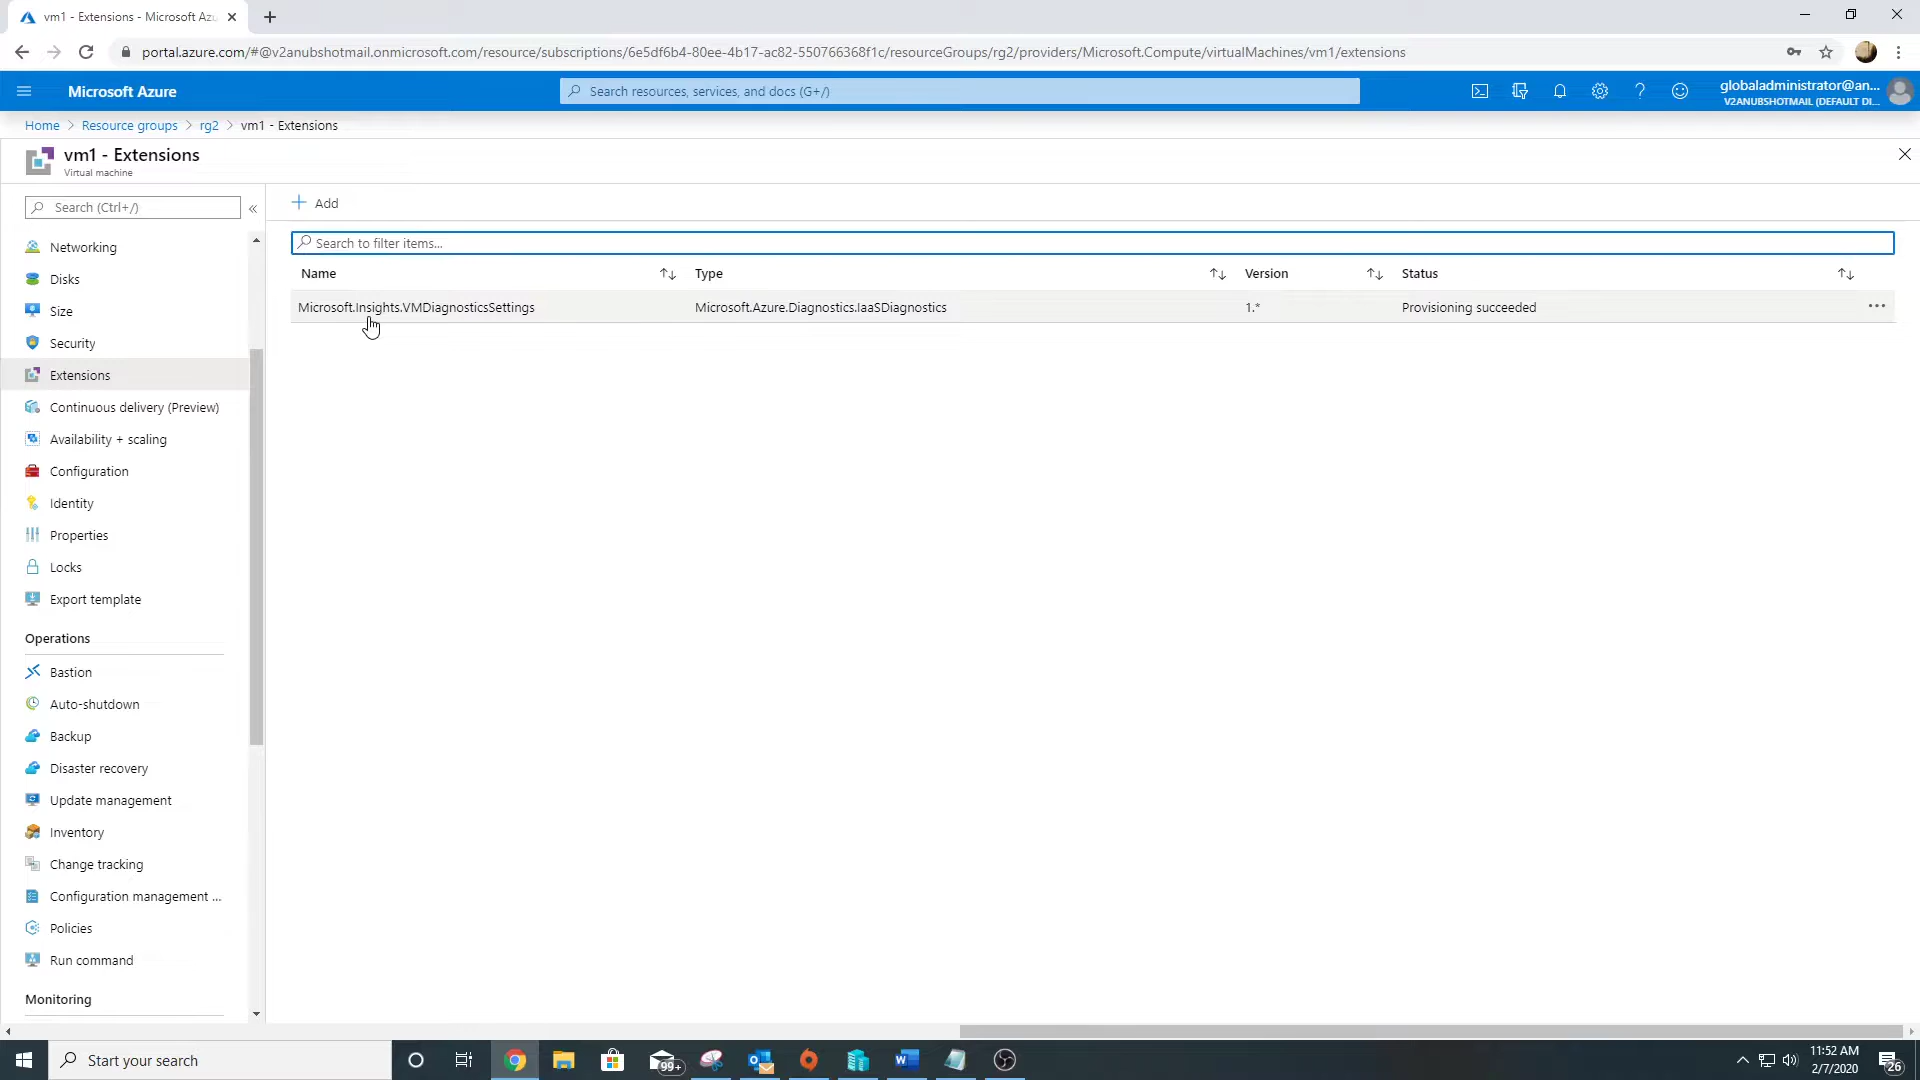 vm1 - Extensions - Microsoft Azu
portal.azure.com/#@v2anubshotmail.onmicrosoft.com/resource/subscriptions/6e5df6b4-80ee-4b17-ac82-550766368f1c/resourceGroups/rg2/providers/Microsoft.Compute/virtualMachines/vm1/extensions
Microsoft Azure
Search resources, services, and docs (G+/)
globaladministrator@an...
V2ANUBSHOTMAIL (DEFAULT DI...
Home > Resource groups > rg2 > vm1 - Extensions
vm1 - Extensions
Virtual machine
Search (Ctrl+/)
«
Add
Search to filter items...
Name
Type
Version
Status
Microsoft.Insights.VMDiagnosticsSettings
Microsoft.Azure.Diagnostics.IaaSDiagnostics
1.*
Provisioning succeeded
...
Networking
Disks
Size
Security
Extensions
Continuous delivery (Preview)
Availability + scaling
Configuration
Identity
Properties
Locks
Export template
Operations
Bastion
Auto-shutdown
Backup
Disaster recovery
Update management
Inventory
Change tracking
Configuration management ...
Policies
Run command
Monitoring
Start your search
99+
11:52 AM
2/7/2020
26